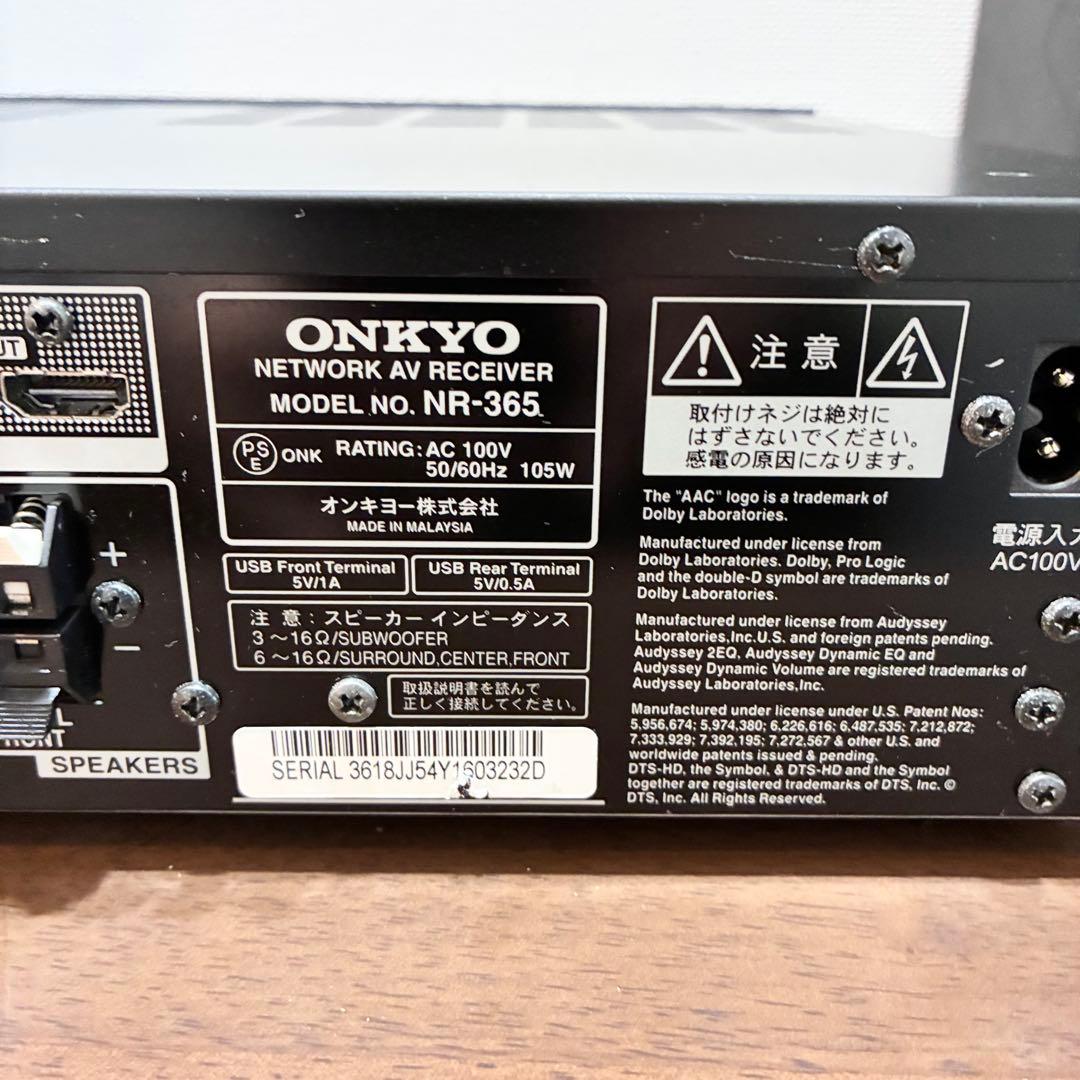 UT
ONKYO
NETWORK AV RECEIVER
MODEL NO. NR-365
PS
E
ONK
RATING: AC 100V
50/60Hz 105W
オンキヨー株式会社
MADE IN MALAYSIA
USB Front Terminal
5V/1A
USB Rear Terminal
5V/0.5A
注 意 : スピーカー インピーダンス
3 ～16Ω/SUBWOOFER
6 ～16Ω/SURROUND,CENTER,FRONT
取扱説明書を読んで
正しく接続してください。
SERIAL 3618JJ54Y1603232D
+
−
L
SPEAKERS
注 意
取付けネジは絶対に
はずさないでください。
感電の原因になります。
The "AAC" logo is a trademark of
Dolby Laboratories.
Manufactured under license from
Dolby Laboratories. Dolby, Pro Logic
and the double-D symbol are trademarks of
Dolby Laboratories.
Manufactured under license from Audyssey
Laboratories,Inc.U.S. and foreign patents pending.
Audyssey 2EQ, Audyssey Dynamic EQ and
Audyssey Dynamic Volume are registered trademarks of
Audyssey Laboratories,Inc.
Manufactured under license under U.S. Patent Nos:
5,956,674; 5,974,380; 6,226,616; 6,487,535; 7,212,872;
7,333,929; 7,392,195; 7,272,567 & other U.S. and
worldwide patents issued & pending.
DTS-HD, the Symbol, & DTS-HD and the Symbol
together are registered trademarks of DTS, Inc. ©
DTS, Inc. All Rights Reserved.
電源入力
AC100V